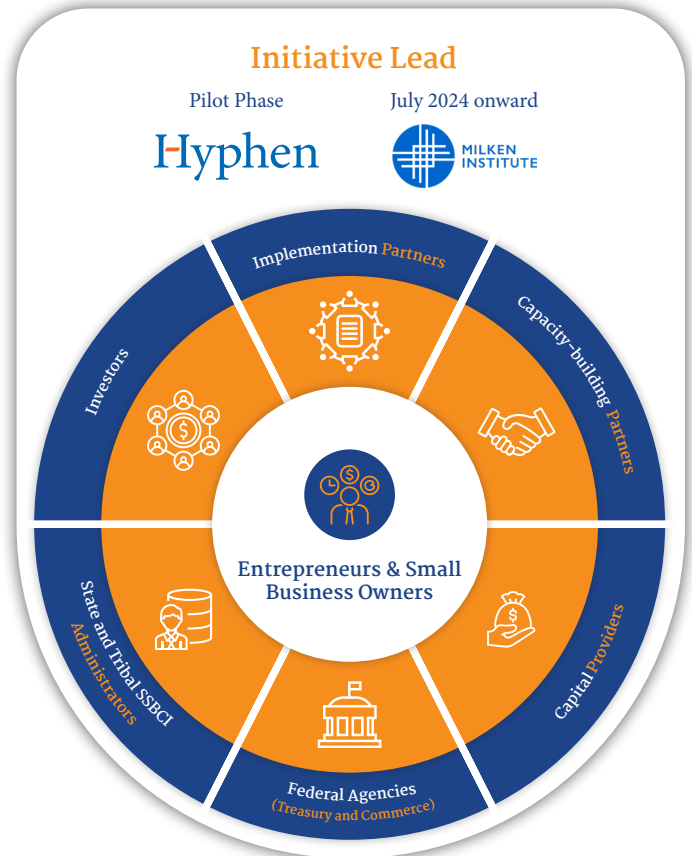 Initiative Lead
Pilot Phase
July 2024 onward
Hyphen
MILKEN
INSTITUTE
Implementation Partners
Capacity-building Partners
Investors
Entrepreneurs & Small
Business Owners
State and Tribal SSBCI
Administrators
Capital Providers
Federal Agencies
(Treasury and Commerce)